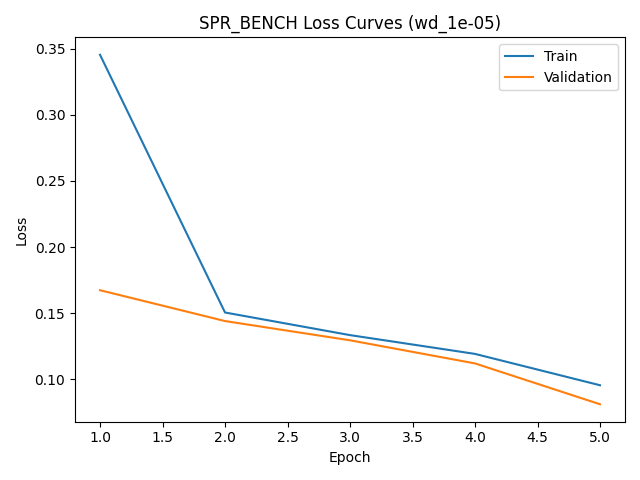 SPR_BENCH Loss Curves (wd_1e-05)
Train
Validation
0.35
0.30
0.25
0.20
0.15
0.10
Loss
1.0 1.5 2.0 2.5 3.0 3.5 4.0 4.5 5.0
Epoch